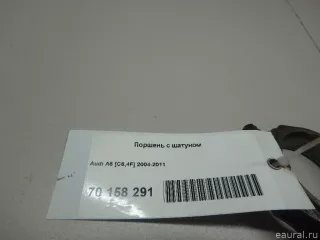 Поршень с шатуном
Audi A6 [C6,4F] 2004-2011
70 158 291
eaural.ru